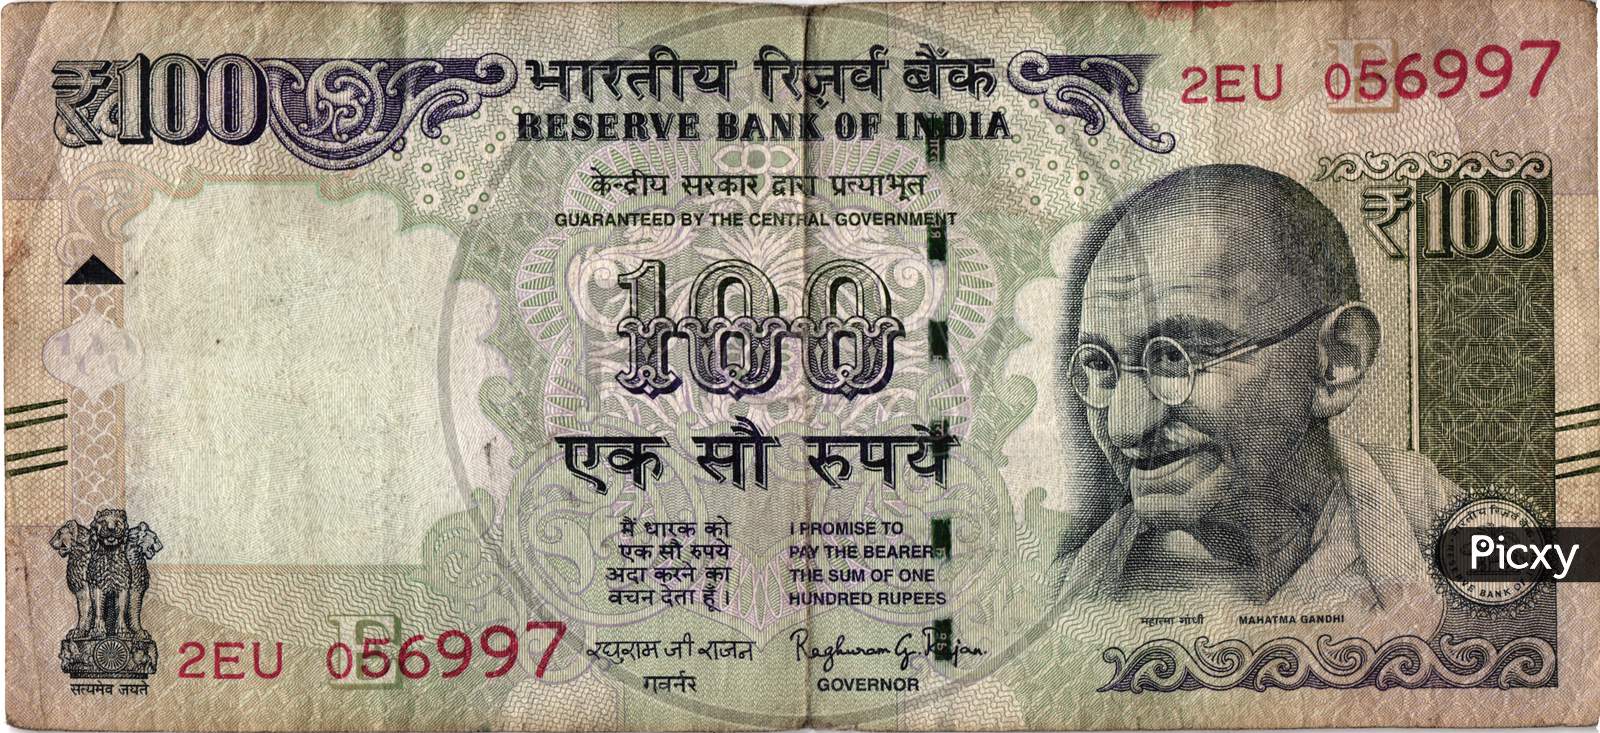 ₹100
भारतीय रिज़र्व बैंक
RESERVE BANK OF INDIA
2EU 056997
केन्द्रीय सरकार द्वारा प्रत्याभूत
GUARANTEED BY THE CENTRAL GOVERNMENT
₹100
100
एक सौ रुपये
मैं धारक को
एक सौ रुपये
अदा करने का
वचन देता हूँ।
I PROMISE TO
PAY THE BEARER
THE SUM OF ONE
HUNDRED RUPEES
रघुराम जी राजन
गवर्नर
Raghuram G. Rajan.
GOVERNOR
महात्मा गांधी
MAHATMA GANDHI
2EU 056997
सत्यमेव जयते
Picxy